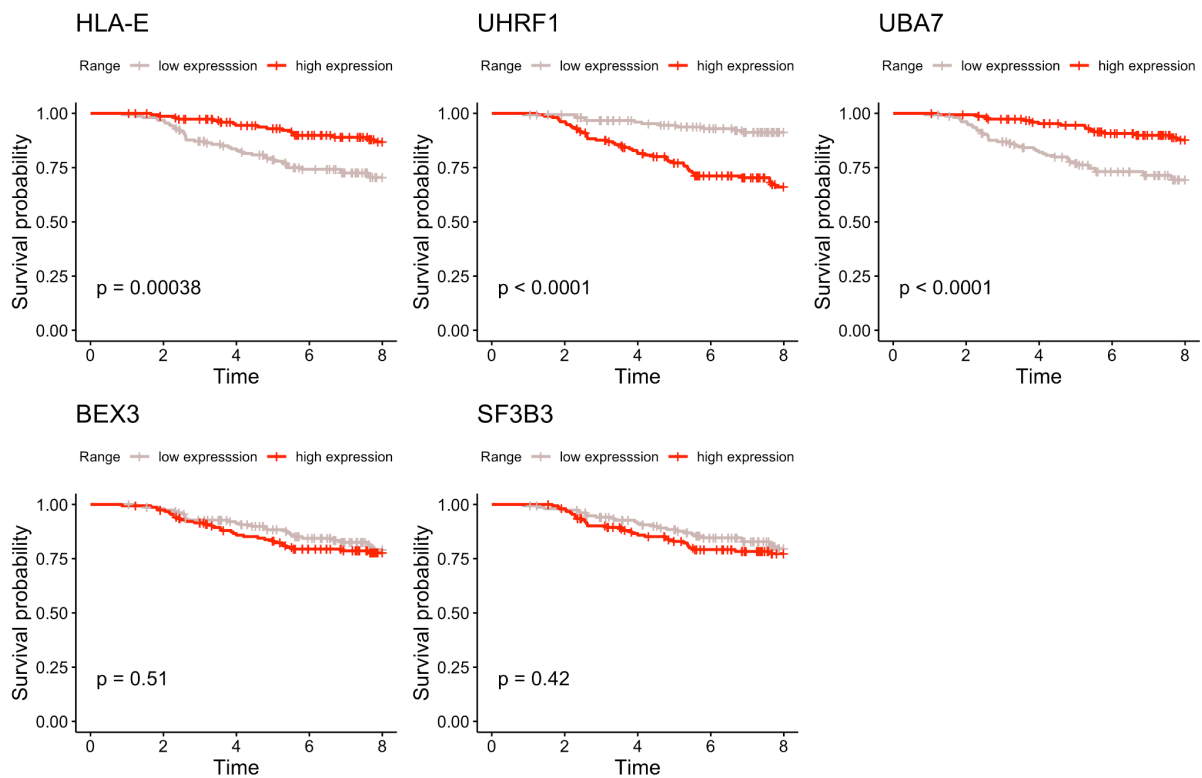 HLA-E
Range low expresssion high expression
1.00
0.75
0.50
0.25
0.00
Survival probability
p = 0.00038
0 2 4 6 8
Time
UHRF1
Range low expresssion high expression
1.00
0.75
0.50
0.25
0.00
Survival probability
p < 0.0001
0 2 4 6 8
Time
UBA7
Range low expresssion high expression
1.00
0.75
0.50
0.25
0.00
Survival probability
p < 0.0001
0 2 4 6 8
Time
BEX3
Range low expresssion high expression
1.00
0.75
0.50
0.25
0.00
Survival probability
p = 0.51
0 2 4 6 8
Time
SF3B3
Range low expresssion high expression
1.00
0.75
0.50
0.25
0.00
Survival probability
p = 0.42
0 2 4 6 8
Time